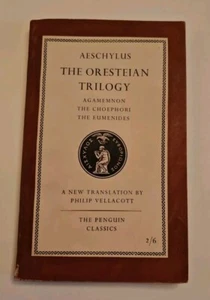 AESCHYLUS
THE ORESTEIAN
TRILOGY
AGAMEMNON
THE CHOEPHORI
THE EUMENIDES
A NEW TRANSLATION BY
PHILIP VELLACOTT
THE PENGUIN
CLASSICS
2/6